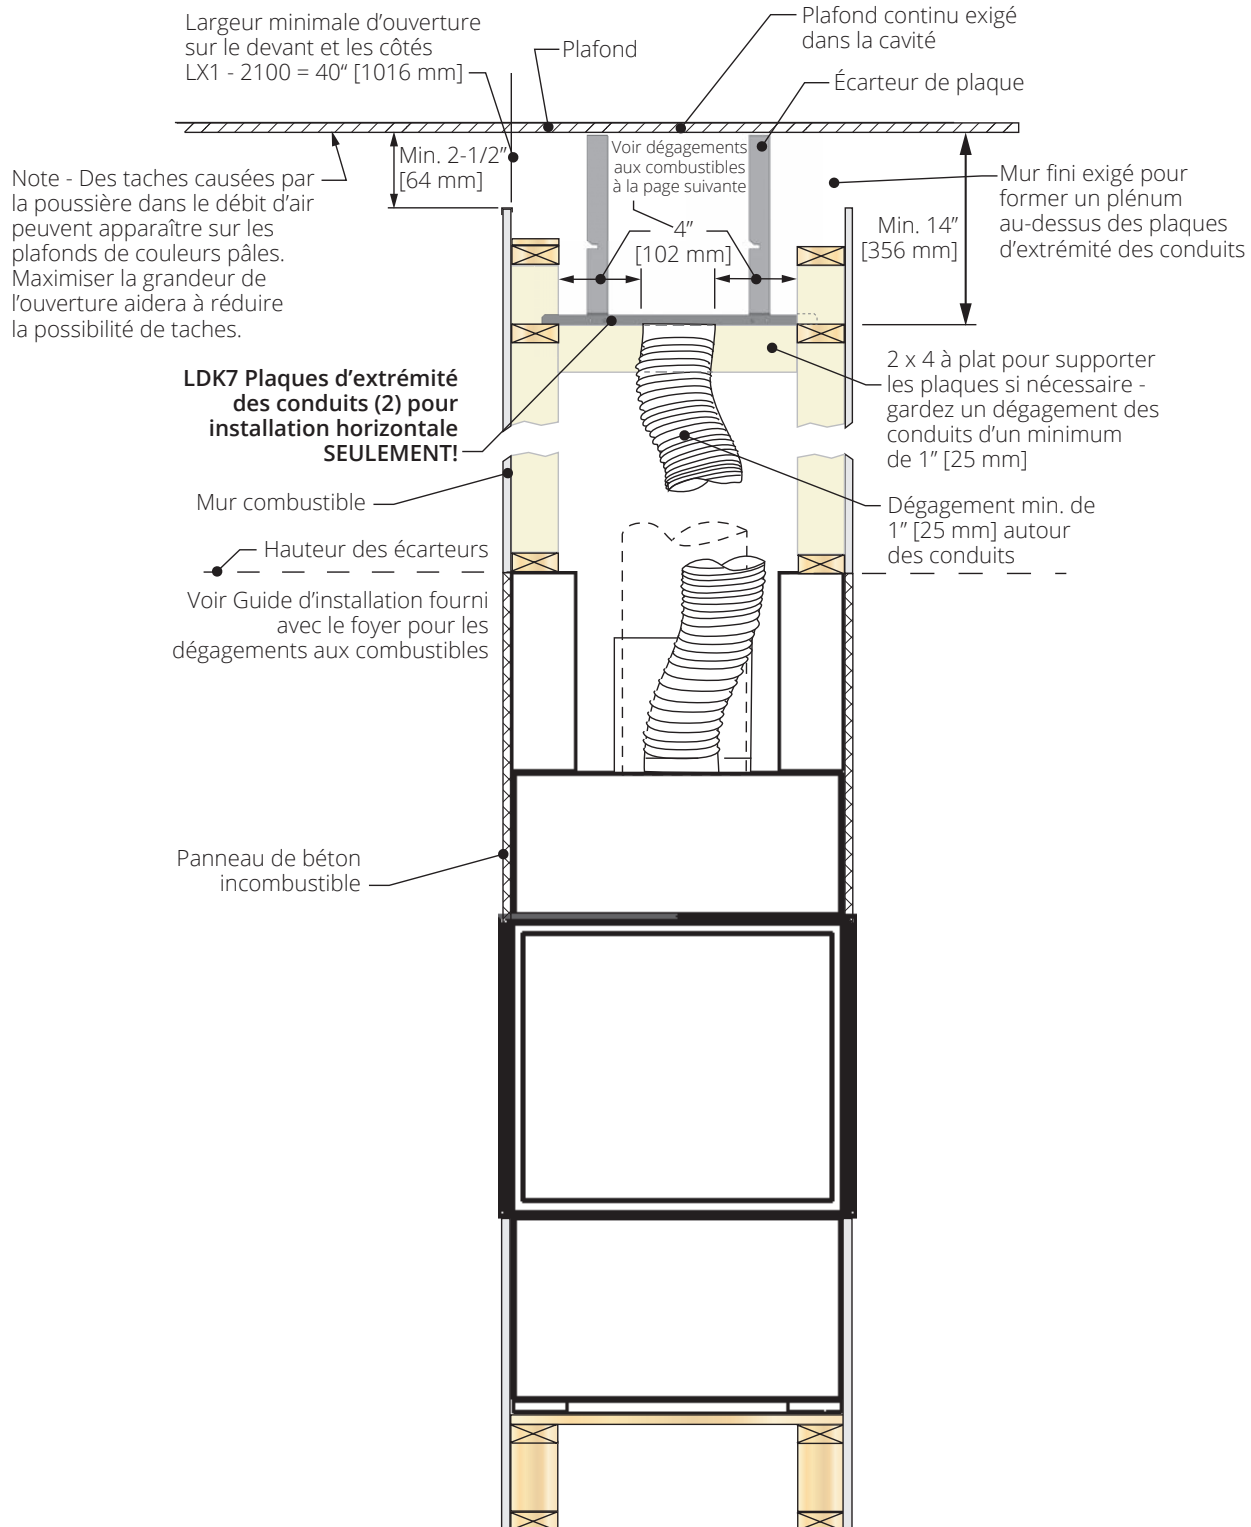 Largeur minimale d’ouverture
sur le devant et les côtés
LX1 - 2100 = 40“ [1016 mm]
Plafond
Plafond continu exigé
dans la cavité
Écarteur de plaque
Note - Des taches causées par
la poussière dans le débit d’air
peuvent apparaître sur les
plafonds de couleurs pâles.
Maximiser la grandeur de
l’ouverture aidera à réduire
la possibilité de taches.
Min. 2-1/2”
[64 mm]
Voir dégagements
aux combustibles
à la page suivante
4”
[102 mm]
Min. 14”
[356 mm]
Mur fini exigé pour
former un plénum
au-dessus des plaques
d’extrémité des conduits
LDK7 Plaques d’extrémité
des conduits (2) pour
installation horizontale
SEULEMENT!
2 x 4 à plat pour supporter
les plaques si nécessaire -
gardez un dégagement des
conduits d’un minimum
de 1” [25 mm]
Mur combustible
Dégagement min. de
1” [25 mm] autour
des conduits
Hauteur des écarteurs
Voir Guide d’installation fourni
avec le foyer pour les
dégagements aux combustibles
Panneau de béton
incombustible